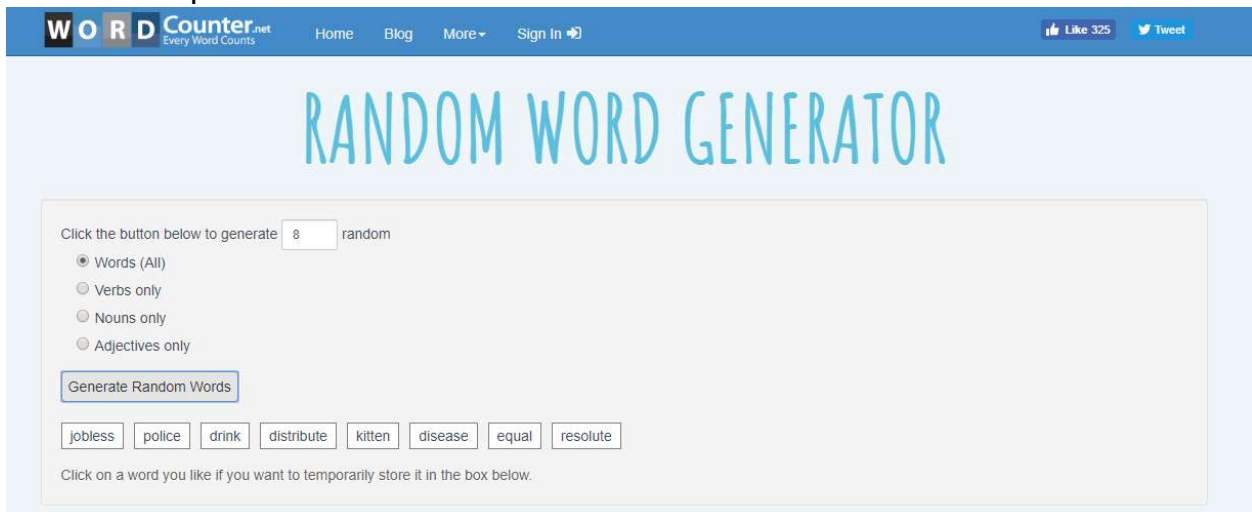 WORD Counter.net Home Blog More Sign In Like 325 Tweet
Every Word Counts
RANDOM WORD GENERATOR
Click the button below to generate 8 random
Words (All)
Verbs only
Nouns only
Adjectives only
Generate Random Words
jobless police drink distribute kitten disease equal resolute
Click on a word you like if you want to temporarily store it in the box below.